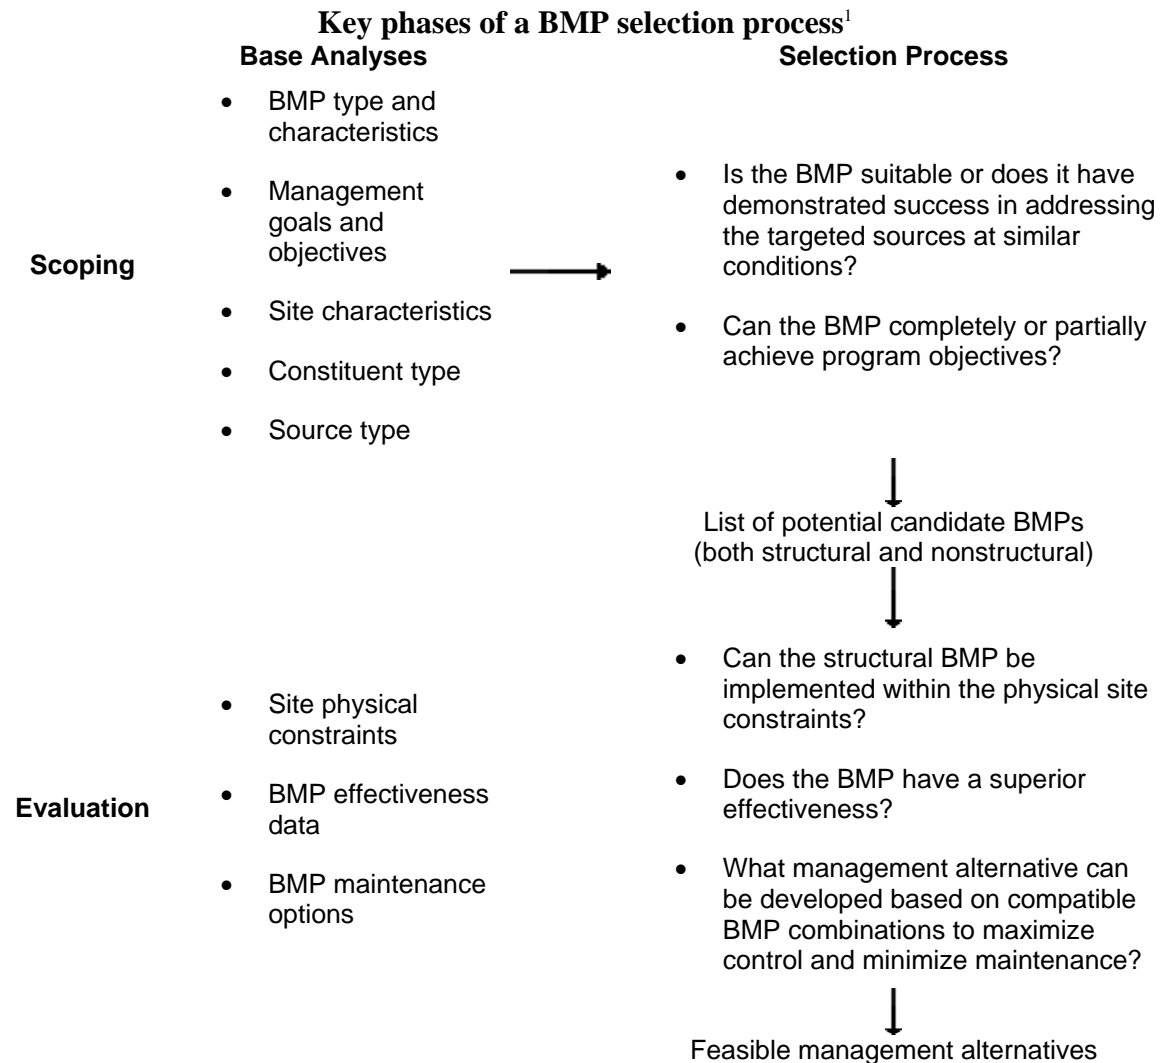 Key phases of a BMP selection process1
Base Analyses
Selection Process
Scoping
• BMP type and
characteristics
• Management
goals and
objectives
• Site characteristics
• Constituent type
• Source type
• Is the BMP suitable or does it have
demonstrated success in addressing
the targeted sources at similar
conditions?
• Can the BMP completely or partially
achieve program objectives?
List of potential candidate BMPs
(both structural and nonstructural)
Evaluation
• Site physical
constraints
• BMP effectiveness
data
• BMP maintenance
options
• Can the structural BMP be
implemented within the physical site
constraints?
• Does the BMP have a superior
effectiveness?
• What management alternative can
be developed based on compatible
BMP combinations to maximize
control and minimize maintenance?
Feasible management alternatives